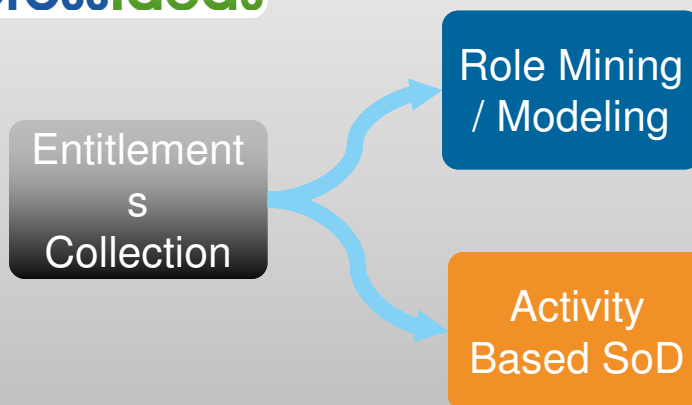 Entitlement
s
Collection
Role Mining
/ Modeling
Activity
Based SoD